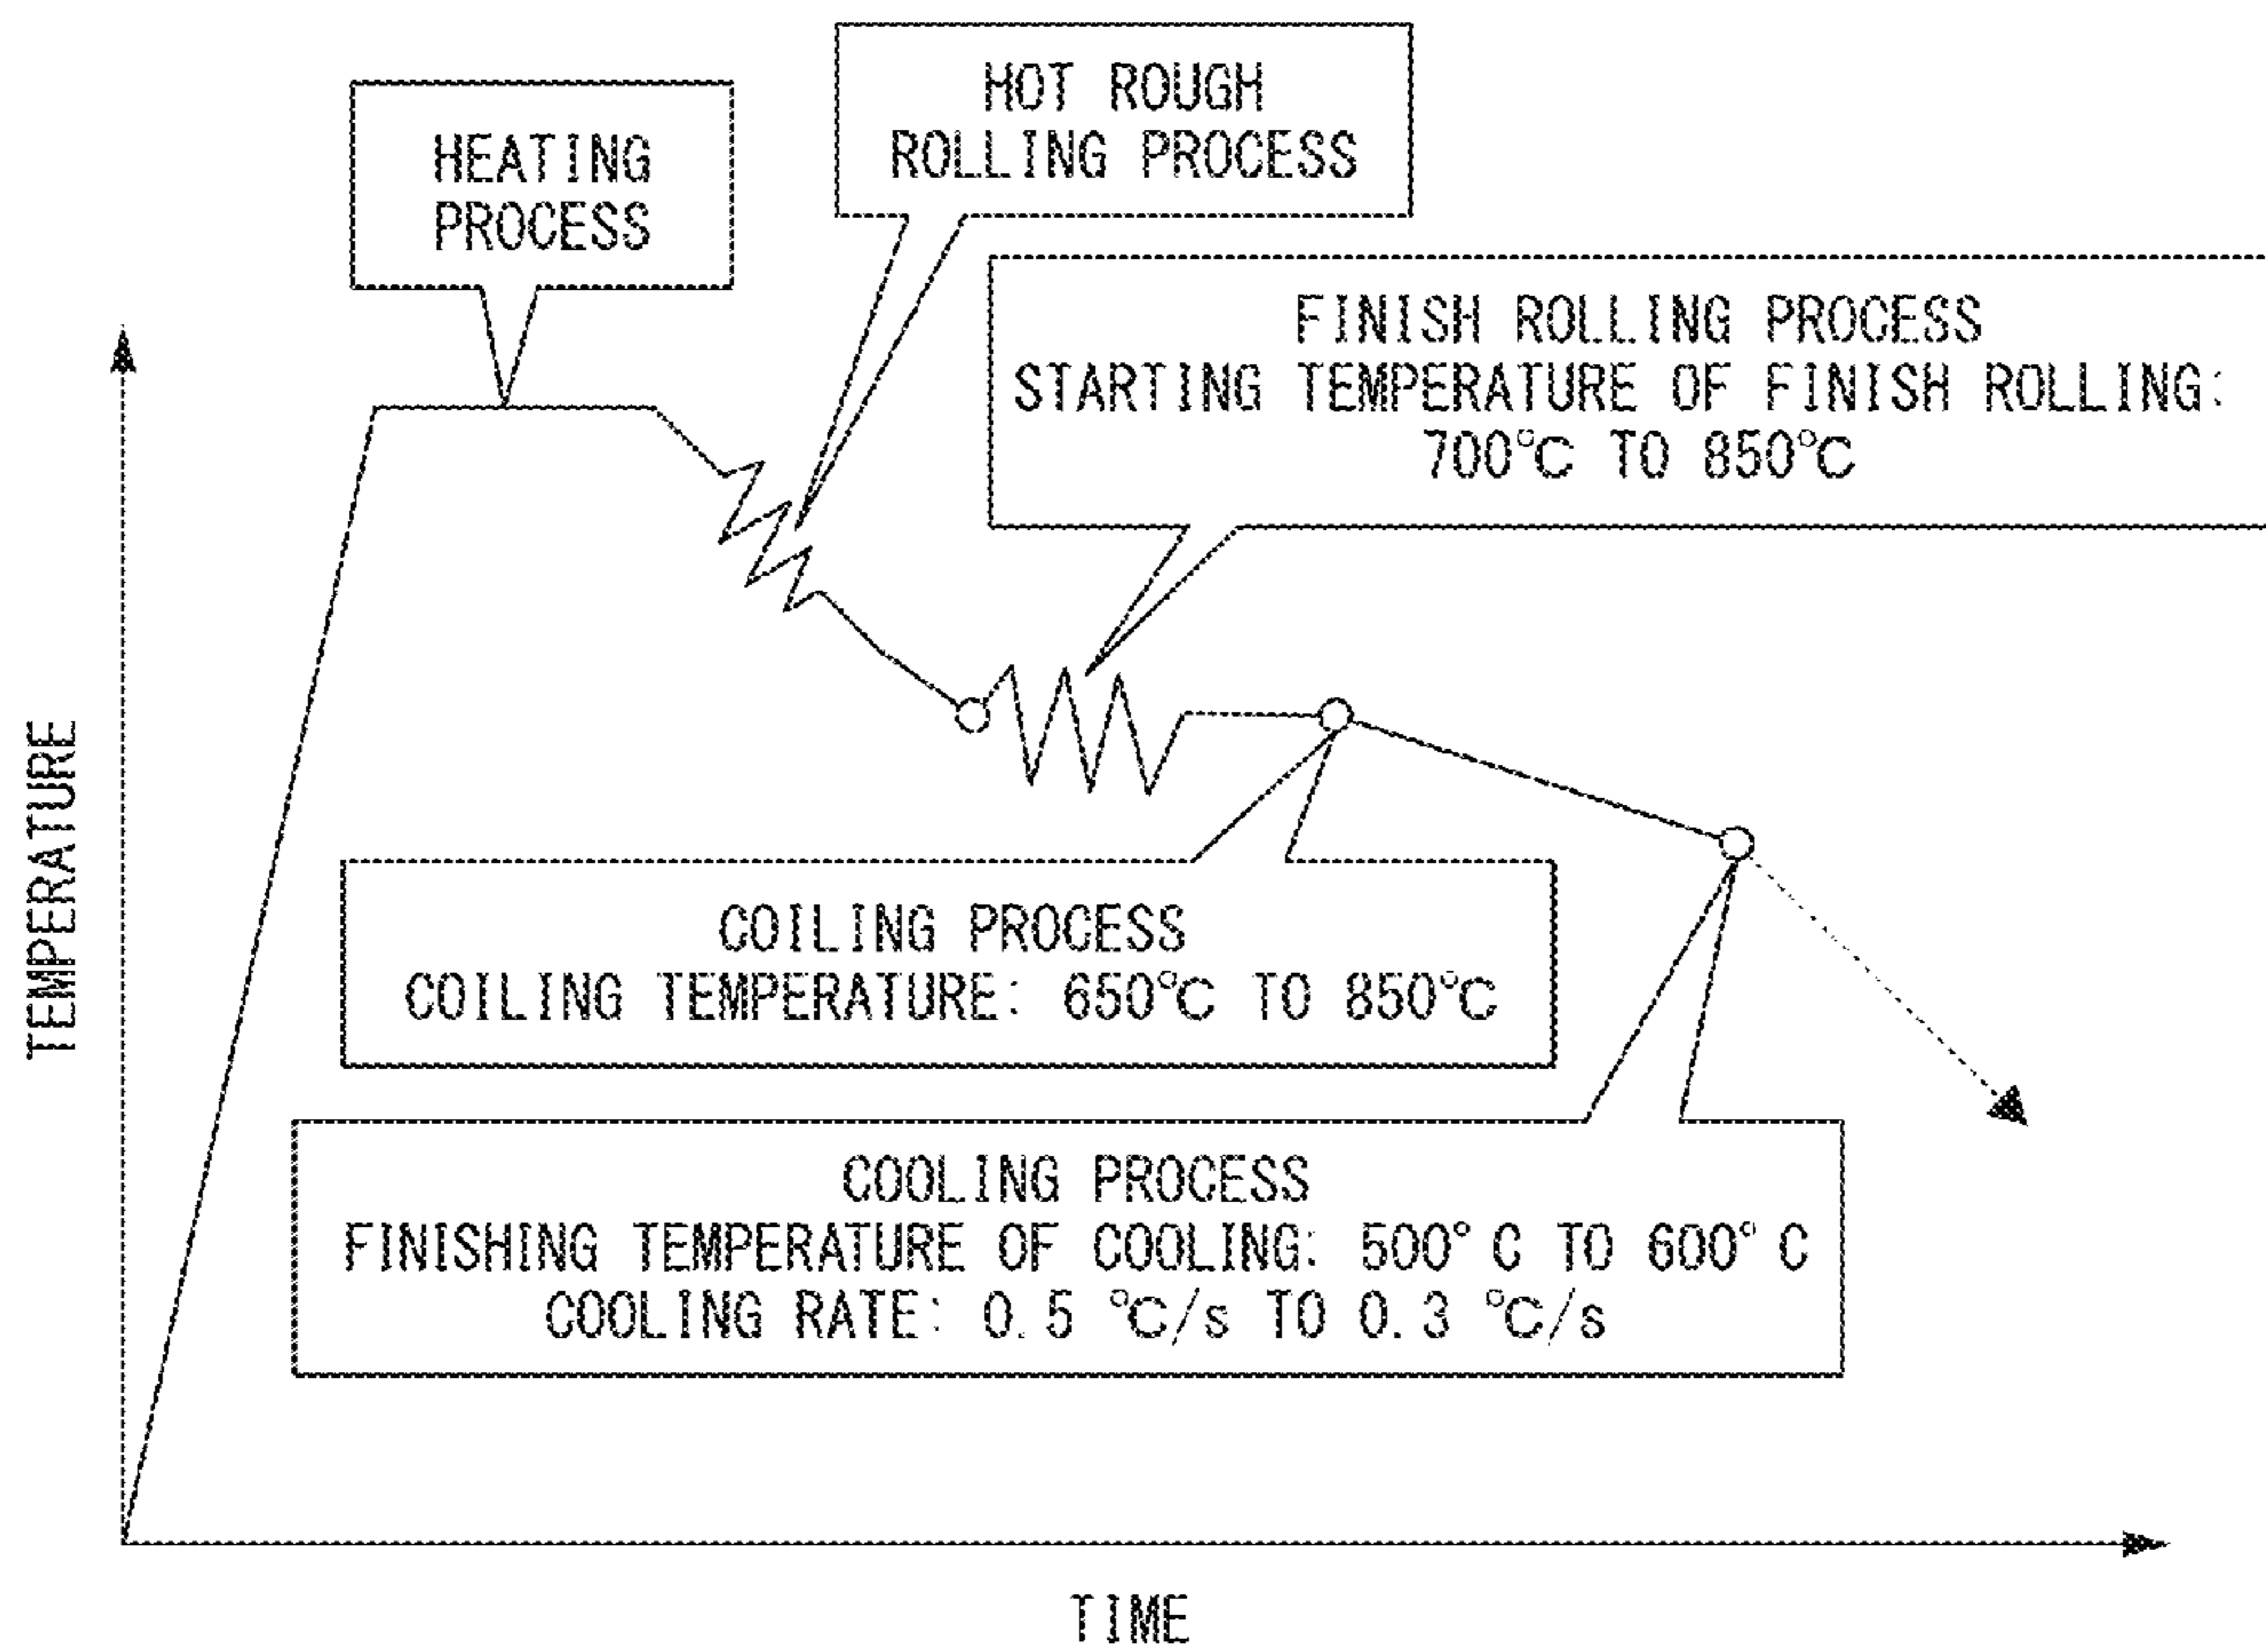 HOT ROUGH
ROLLING PROCESS
HEATING
PROCESS
FINISH ROLLING PROCESS
STARTING TEMPERATURE OF FINISH ROLLING:
700℃ TO 850℃
TEMPERATURE
COILING PROCESS
COILING TEMPERATURE: 650℃ TO 850℃
COOLING PROCESS
FINISHING TEMPERATURE OF COOLING: 500° C TO 600° C
COOLING RATE: 0.5 ℃/s TO 0.3 ℃/s
TIME